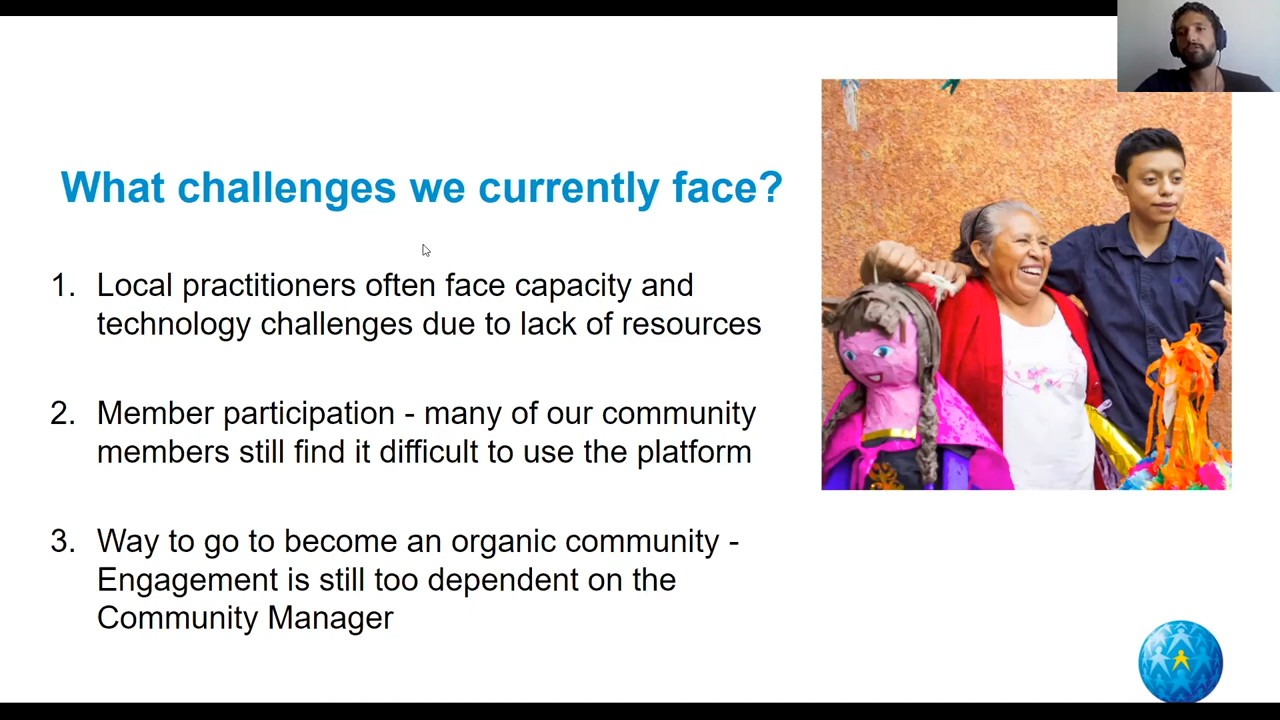 What challenges we currently face?
1. Local practitioners often face capacity and
technology challenges due to lack of resources
2. Member participation - many of our community
members still find it difficult to use the platform
3. Way to go to become an organic community -
Engagement is still too dependent on the
Community Manager